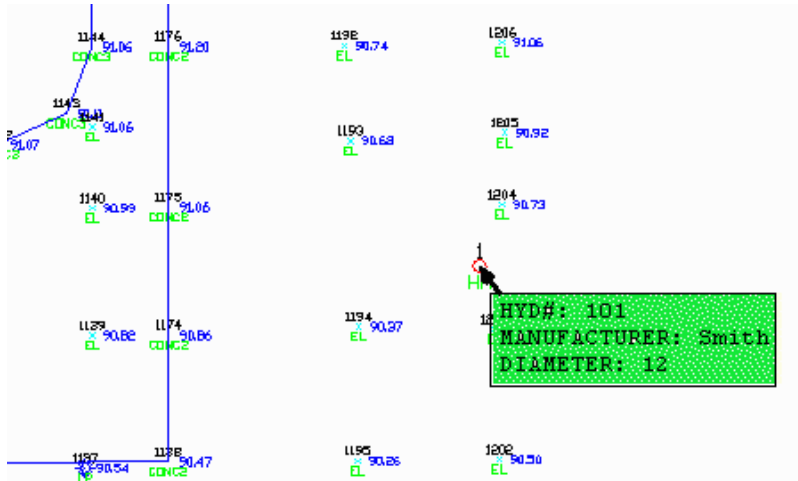 1144 91.06 CONC3
1176 91.20 CONC2
1192 90.74 EL
1206 91.06 EL
1143 CONC3
1141 91.06 EL
91.07
1193 90.68 EL
1205 90.92 EL
1140 90.99 EL
1175 91.06 CONC2
1204 90.73 EL
1
HYD#: 101
MANUFACTURER: Smith
DIAMETER: 12
1139 90.82 EL
1174 90.86 CONC2
1194 90.37 EL
1137 90.54
1138 90.47 CONC2
1195 90.26 EL
1202 90.50 EL